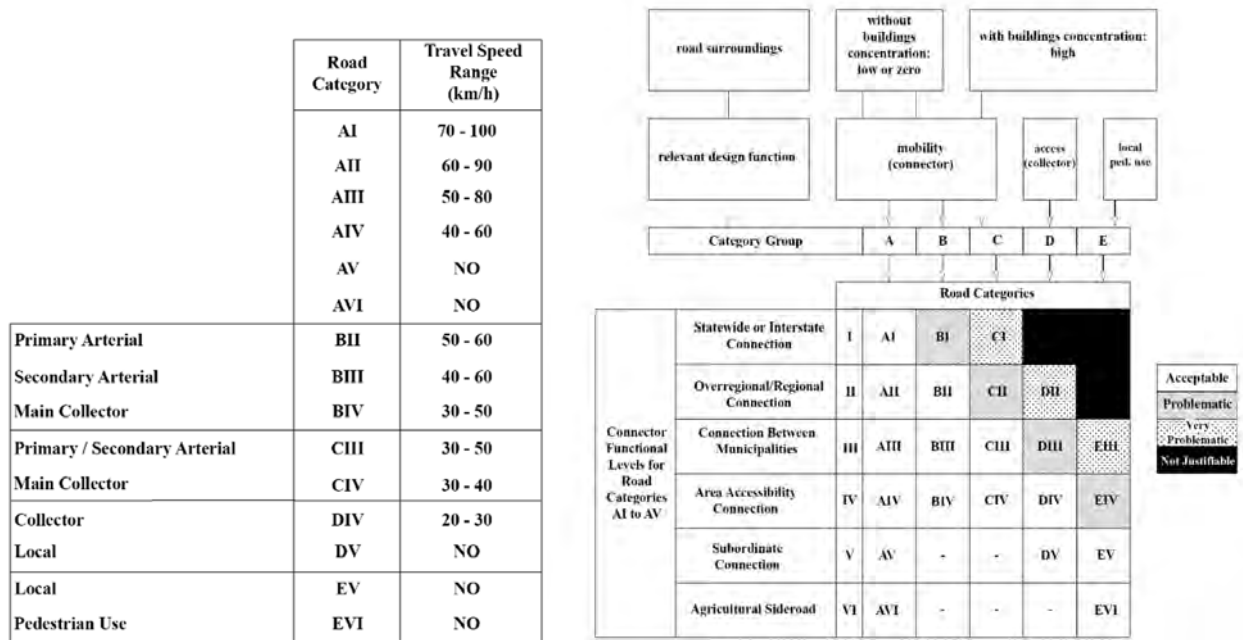 Road Category
Travel Speed Range (km/h)
AI 70 - 100
AII 60 - 90
AIII 50 - 80
AIV 40 - 60
AV NO
AVI NO
Primary Arterial BII 50 - 60
Secondary Arterial BIII 40 - 60
Main Collector BIV 30 - 50
Primary / Secondary Arterial CIII 30 - 50
Main Collector CIV 30 - 40
Collector DIV 20 - 30
Local DV NO
Local EV NO
Pedestrian Use EVI NO
road surroundings
without
buildings
concentration:
low or zero
with buildings concentration:
high
relevant design function
mobility
(connector)
access
(collector)
local
ped. use
Category Group A B C D E
Road Categories
Connector
Functional
Levels for
Road
Categories
AI to AV
Statewide or Interstate
Connection
I AI BI CI
Overregional/Regional
Connection
II AII BII CII DII
Connection Between
Municipalities
III AIII BIII CIII DIII EIII
Area Accessibility
Connection
IV AIV BIV CIV DIV EIV
Subordinate
Connection
V AV - - DV EV
Agricultural Sideroad VI AVI - - - EVI
Acceptable
Problematic
Very
Problematic
Not Justifiable